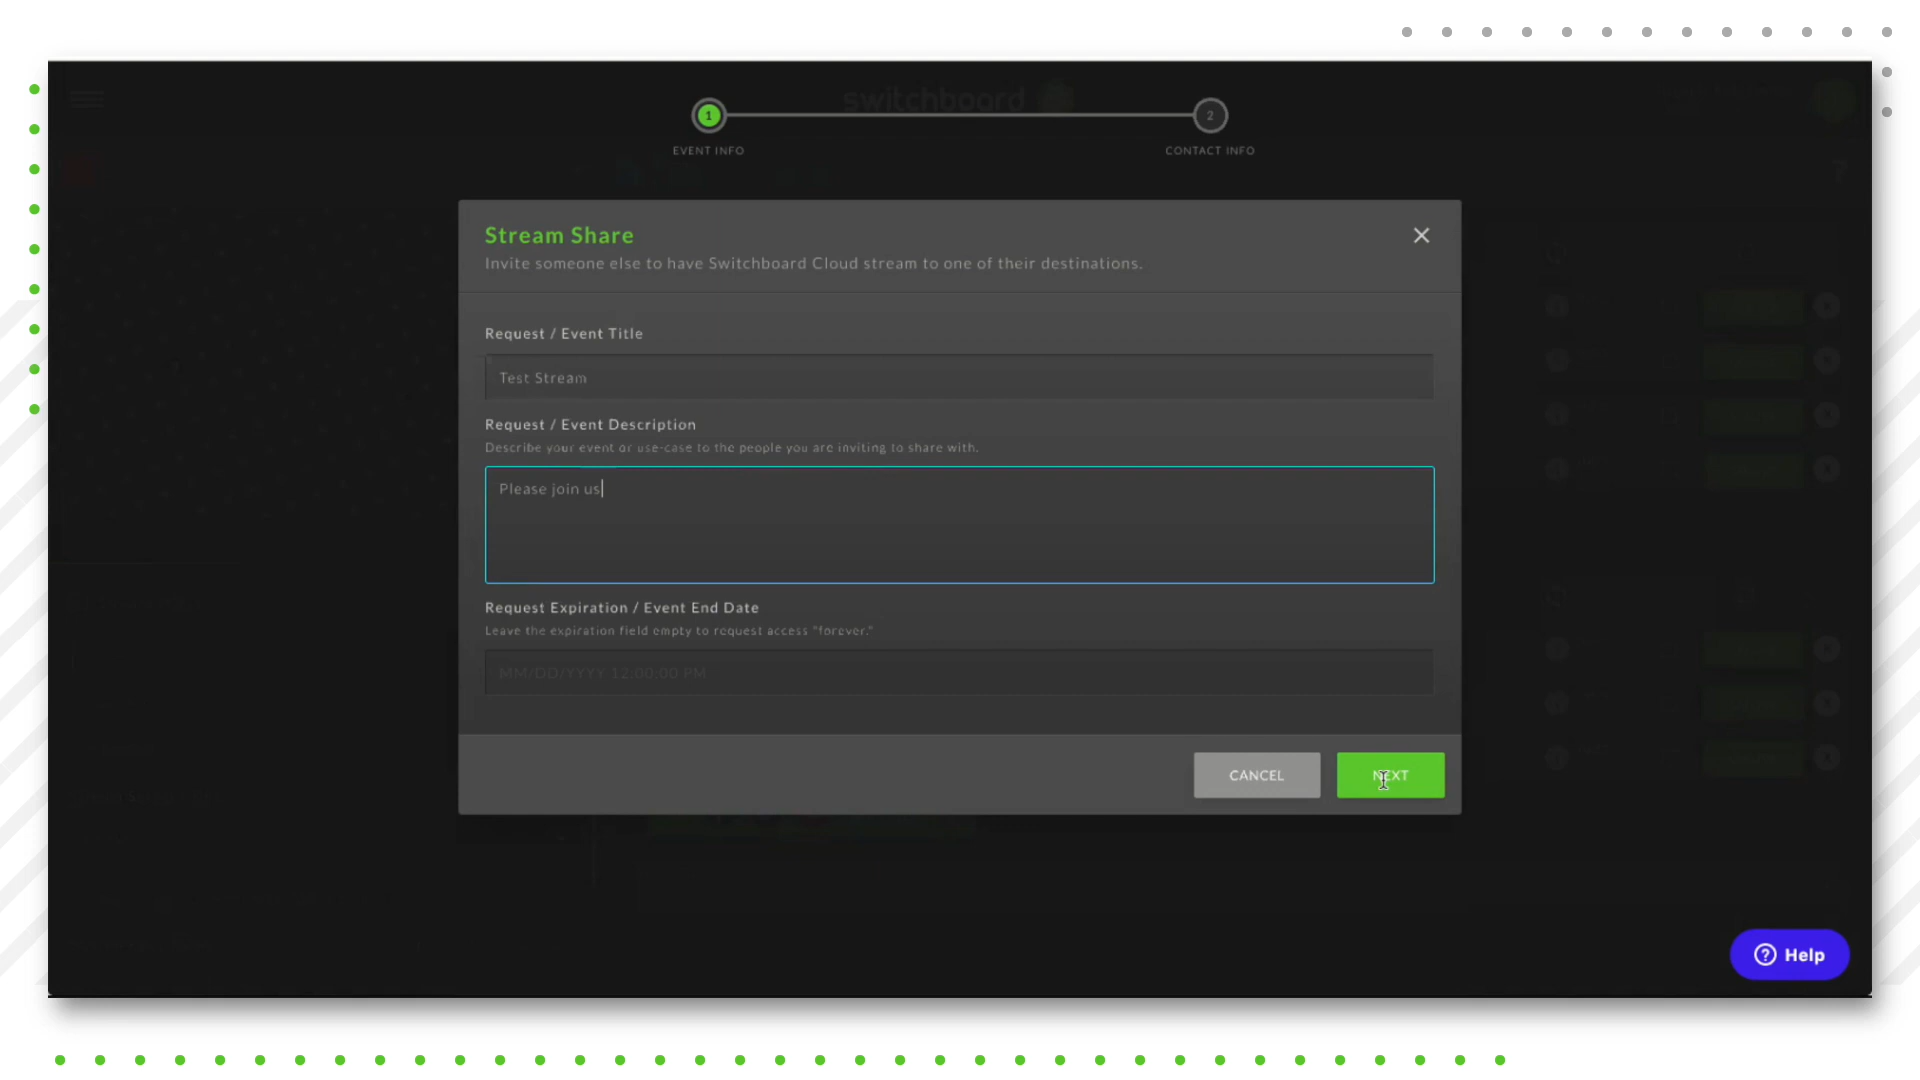 switchboard
1
2
EVENT INFO
CONTACT INFO
Stream Share
Invite someone else to have Switchboard Cloud stream to one of their destinations.
Request / Event Title
Test Stream
Request / Event Description
Describe your event or use-case to the people you are inviting to share with.
Please join us
Request Expiration / Event End Date
Leave the expiration field empty to request access "forever."
MM/DD/YYYY 12:00:00 PM
CANCEL
NEXT
? Help